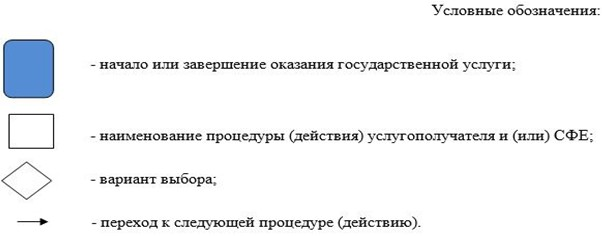 Условные обозначения:
- начало или завершение оказания государственной услуги;
- наименование процедуры (действия) услугополучателя и (или) СФЕ;
- вариант выбора;
- переход к следующей процедуре (действию).